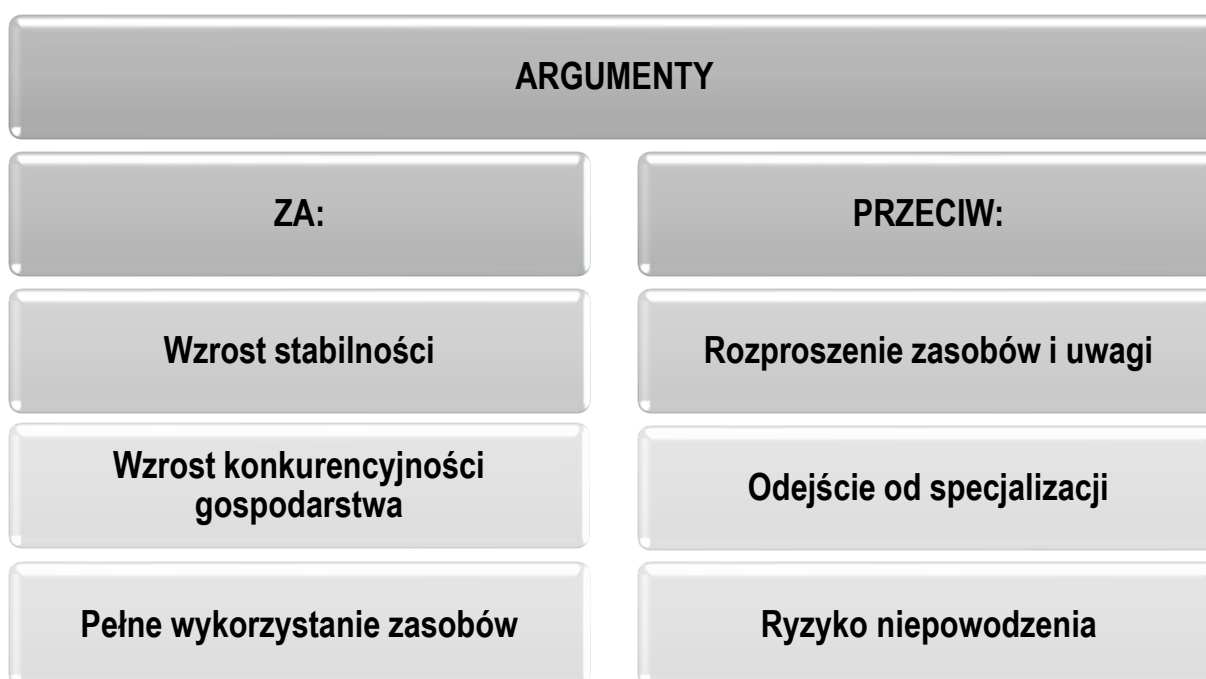 ARGUMENTY
ZA:
PRZECIW:
Wzrost stabilności
Rozproszenie zasobów i uwagi
Wzrost konkurencyjności
gospodarstwa
Odejście od specjalizacji
Pełne wykorzystanie zasobów
Ryzyko niepowodzenia